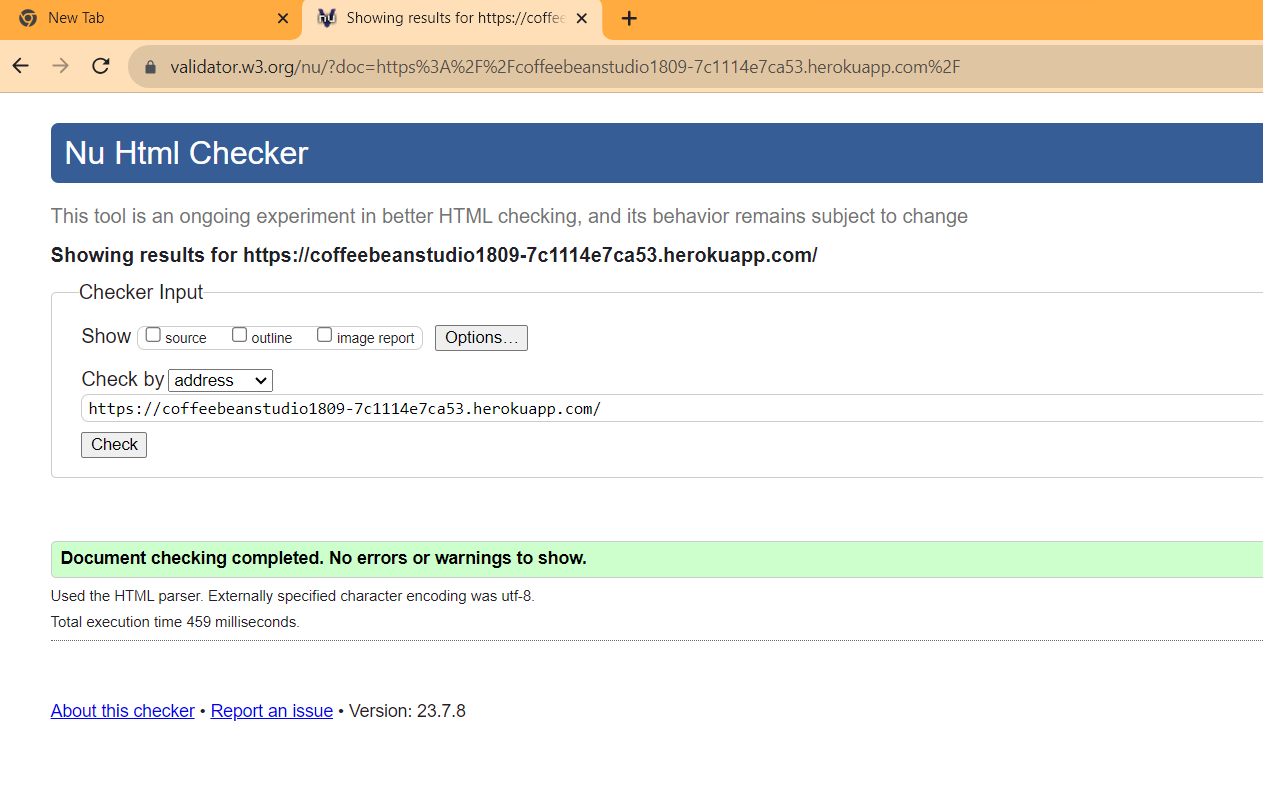 New Tab
Showing results for https://coffee
validator.w3.org/nu/?doc=https%3A%2F%2Fcoffeebeanstudio1809-7c1114e7ca53.herokuapp.com%2F
Nu Html Checker
This tool is an ongoing experiment in better HTML checking, and its behavior remains subject to change
Showing results for https://coffeebeanstudio1809-7c1114e7ca53.herokuapp.com/
Checker Input
Show source outline image report Options…
Check by address
https://coffeebeanstudio1809-7c1114e7ca53.herokuapp.com/
Check
Document checking completed. No errors or warnings to show.
Used the HTML parser. Externally specified character encoding was utf-8.
Total execution time 459 milliseconds.
About this checker • Report an issue • Version: 23.7.8